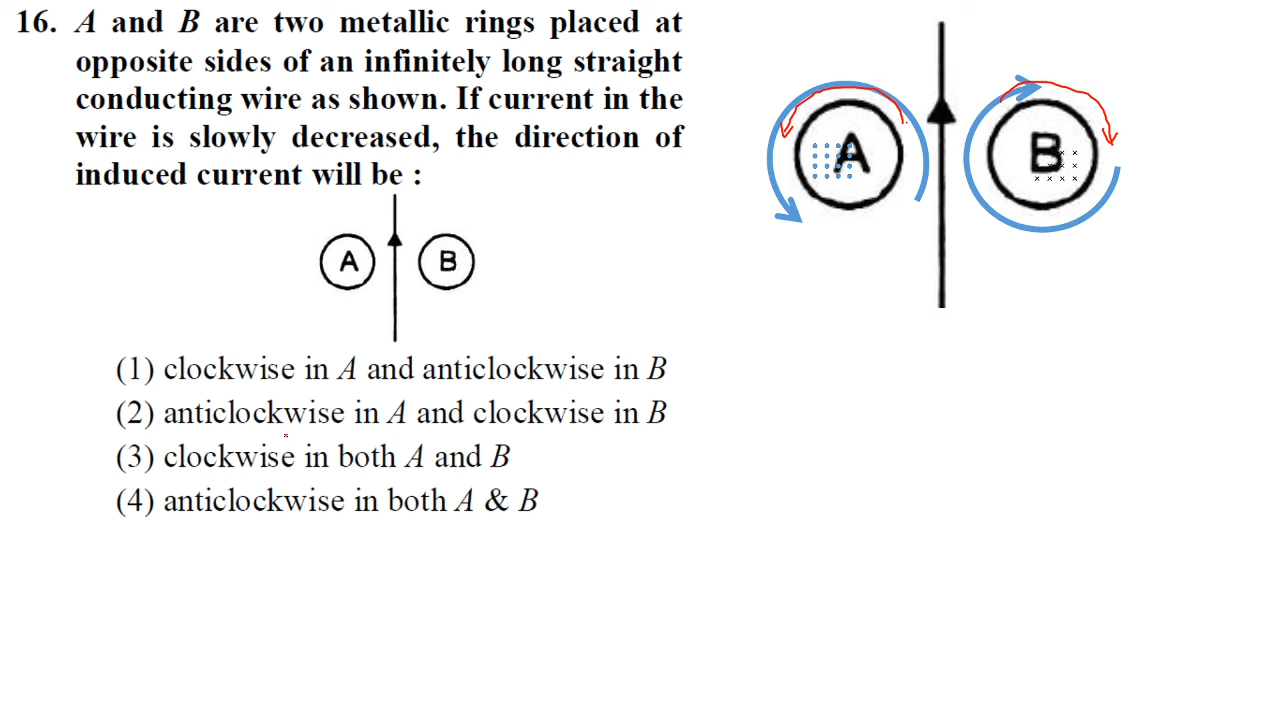 16. A and B are two metallic rings placed at
opposite sides of an infinitely long straight
conducting wire as shown. If current in the
wire is slowly decreased, the direction of
induced current will be :
A B
(1) clockwise in A and anticlockwise in B
(2) anticlockwise in A and clockwise in B
(3) clockwise in both A and B
(4) anticlockwise in both A & B
A B